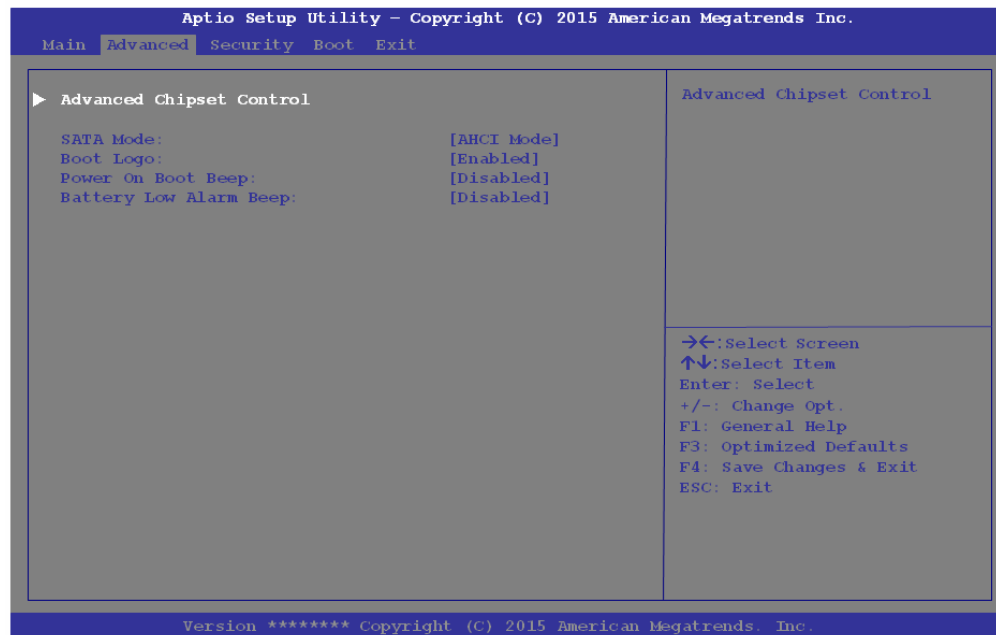 Aptio Setup Utility – Copyright (C) 2015 American Megatrends Inc.
Main Advanced Security Boot Exit
Advanced Chipset Control
SATA Mode: [AHCI Mode]
Boot Logo: [Enabled]
Power On Boot Beep: [Disabled]
Battery Low Alarm Beep: [Disabled]
Advanced Chipset Control
→←:Select Screen
↑↓:Select Item
Enter: Select
+/-: Change Opt.
F1: General Help
F3: Optimized Defaults
F4: Save Changes & Exit
ESC: Exit
Version ******** Copyright (C) 2015 American Megatrends. Inc.